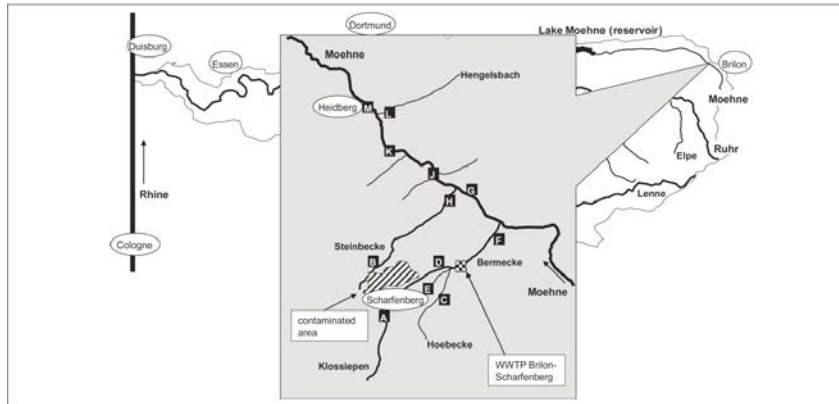 Dortmund
Lake Moehne (reservoir)
Duisburg
Essen
Brilon
Moehne
Hengelsbach
Moehne
Heidberg
M
L
K
J
G
H
F
Ruhr
Elpe
Lenne
Rhine
Cologne
Steinbecke
B
D
Bermecke
E
C
Scharfenberg
A
Moehne
contaminated
area
Hoebecke
Klossiepen
WWTP Brilon-
Scharfenberg